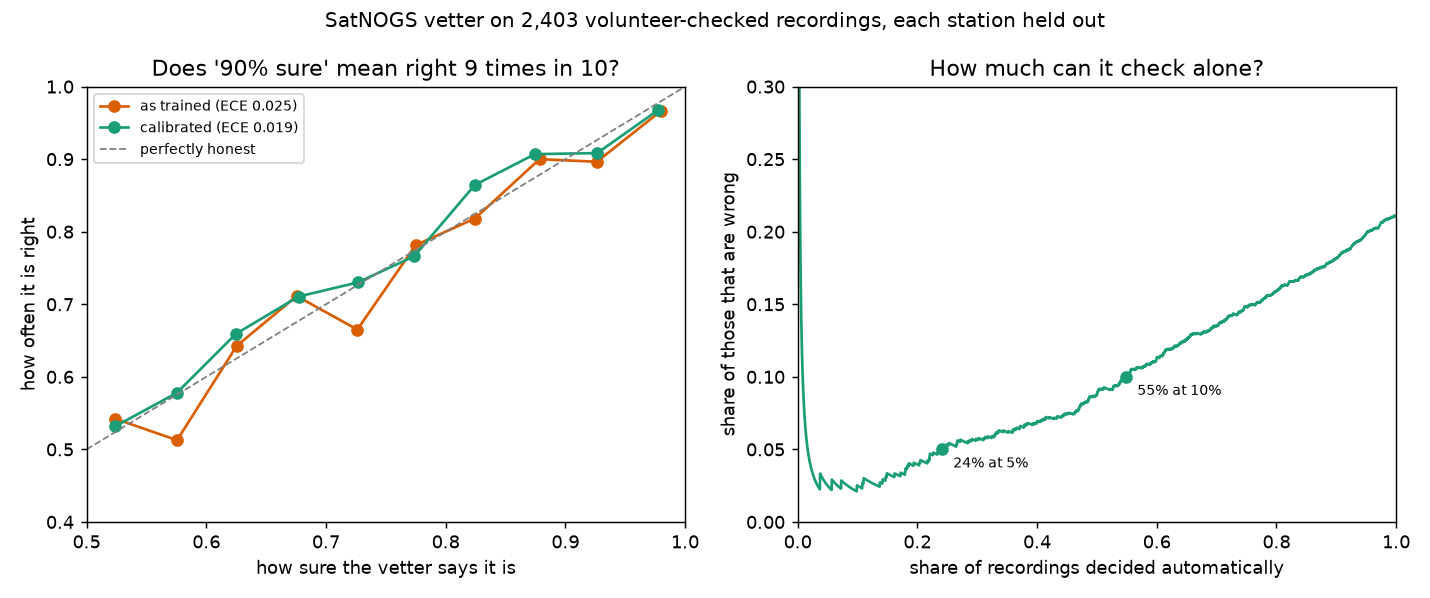 SatNOGS vetter on 2,403 volunteer-checked recordings, each station held out
Does '90% sure' mean right 9 times in 10?
as trained (ECE 0.025)
calibrated (ECE 0.019)
perfectly honest
how often it is right
1.0
0.9
0.8
0.7
0.6
0.5
0.4
0.5 0.6 0.7 0.8 0.9 1.0
how sure the vetter says it is
How much can it check alone?
share of those that are wrong
0.30
0.25
0.20
0.15
0.10
0.05
0.00
55% at 10%
24% at 5%
0.0 0.2 0.4 0.6 0.8 1.0
share of recordings decided automatically